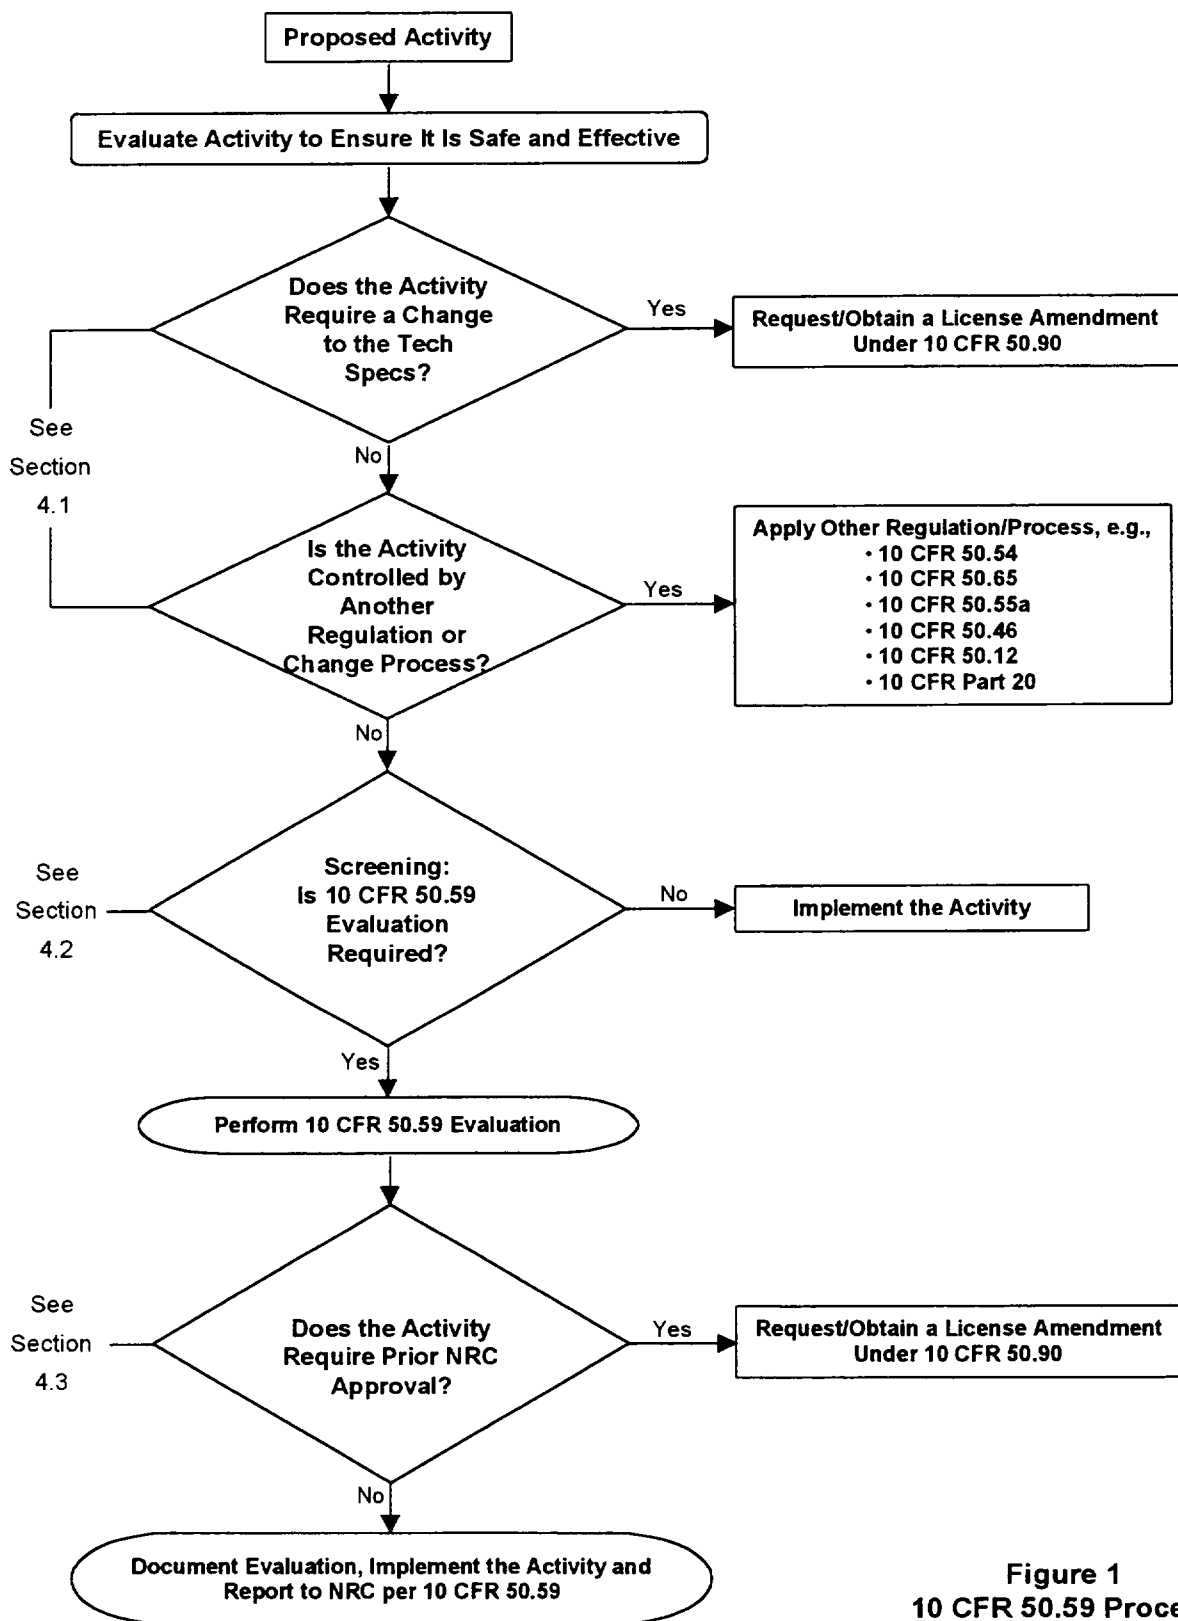 Proposed Activity
Evaluate Activity to Ensure It Is Safe and Effective
Does the Activity
Require a Change
to the Tech
Specs?
Yes
Request/Obtain a License Amendment
Under 10 CFR 50.90
See
Section
4.1
No
Is the Activity
Controlled by
Another
Regulation or
Change Process?
Yes
Apply Other Regulation/Process, e.g.,
· 10 CFR 50.54
· 10 CFR 50.65
· 10 CFR 50.55a
· 10 CFR 50.46
· 10 CFR 50.12
· 10 CFR Part 20
No
See
Section
4.2
Screening:
Is 10 CFR 50.59
Evaluation
Required?
No
Implement the Activity
Yes
Perform 10 CFR 50.59 Evaluation
See
Section
4.3
Does the Activity
Require Prior NRC
Approval?
Yes
Request/Obtain a License Amendment
Under 10 CFR 50.90
No
Document Evaluation, Implement the Activity and
Report to NRC per 10 CFR 50.59
Figure 1
10 CFR 50.59 Proce